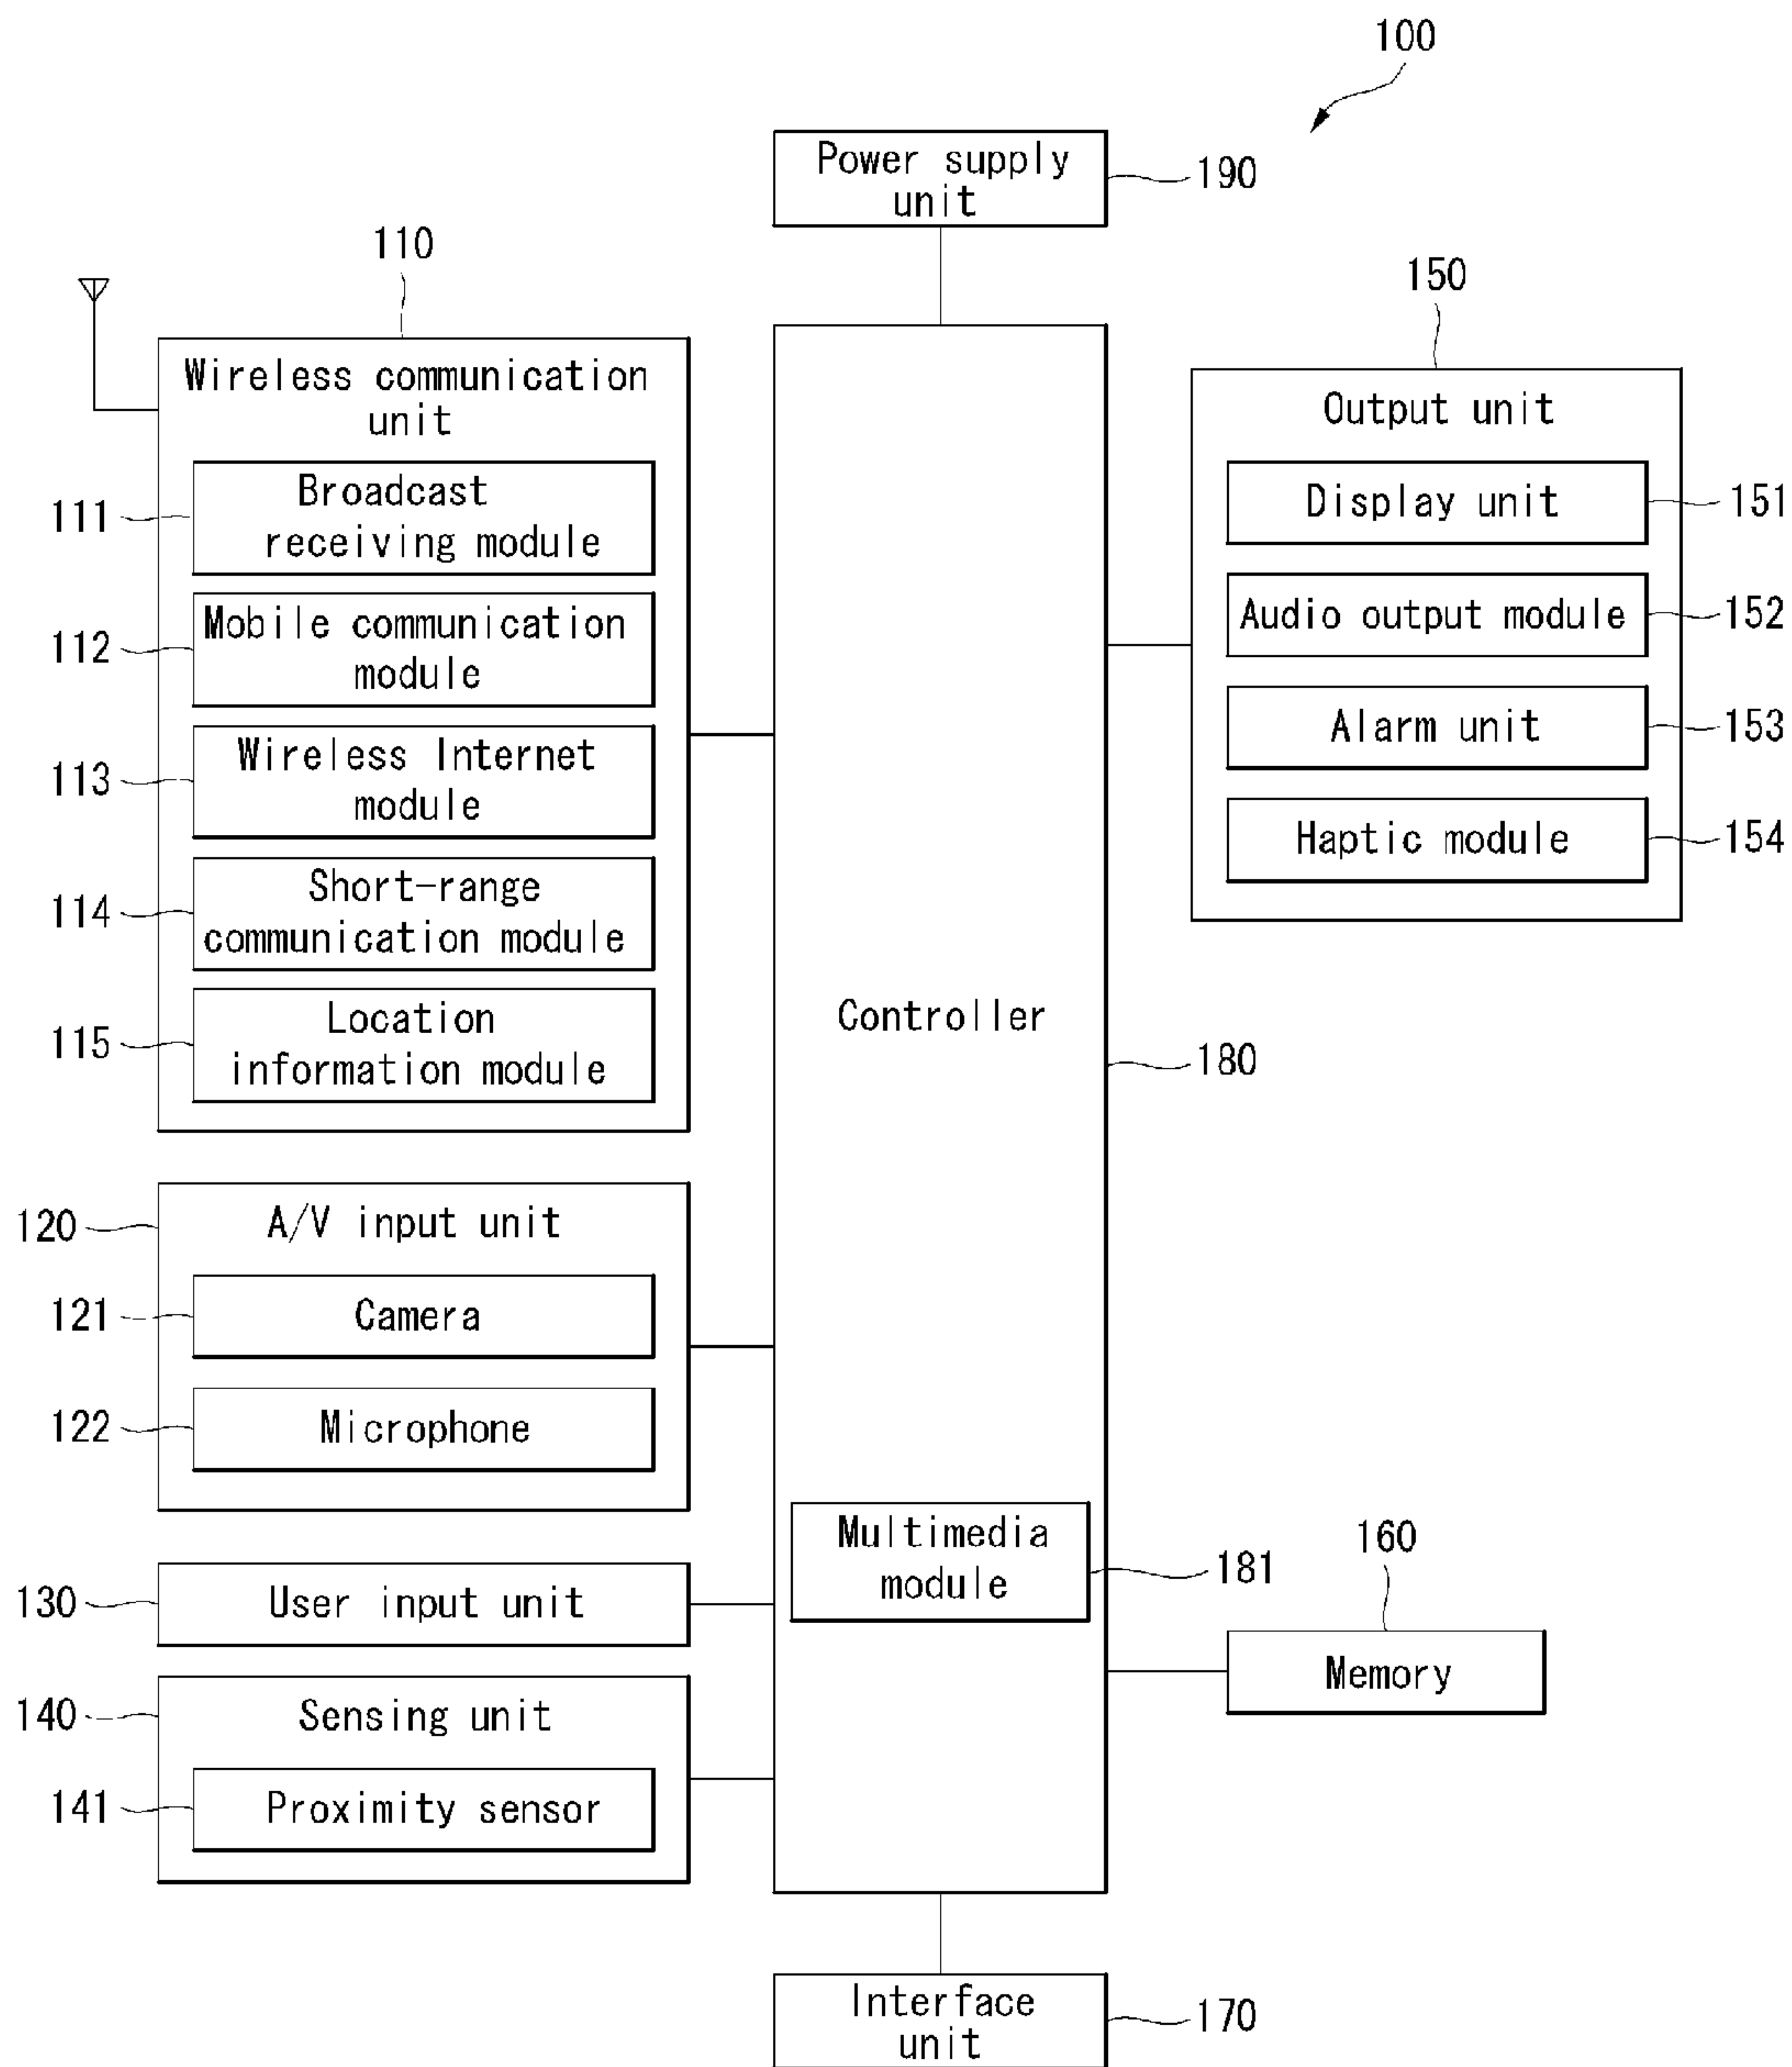 100
Power supply
unit
190
110
Wireless communication
unit
111
Broadcast
receiving module
112
Mobile communication
module
113
Wireless Internet
module
114
Short-range
communication module
115
Location
information module
120
A/V input unit
121
Camera
122
Microphone
130
User input unit
140
Sensing unit
141
Proximity sensor
Controller
180
Multimedia
module
181
150
Output unit
Display unit
151
Audio output module
152
Alarm unit
153
Haptic module
154
160
Memory
Interface
unit
170